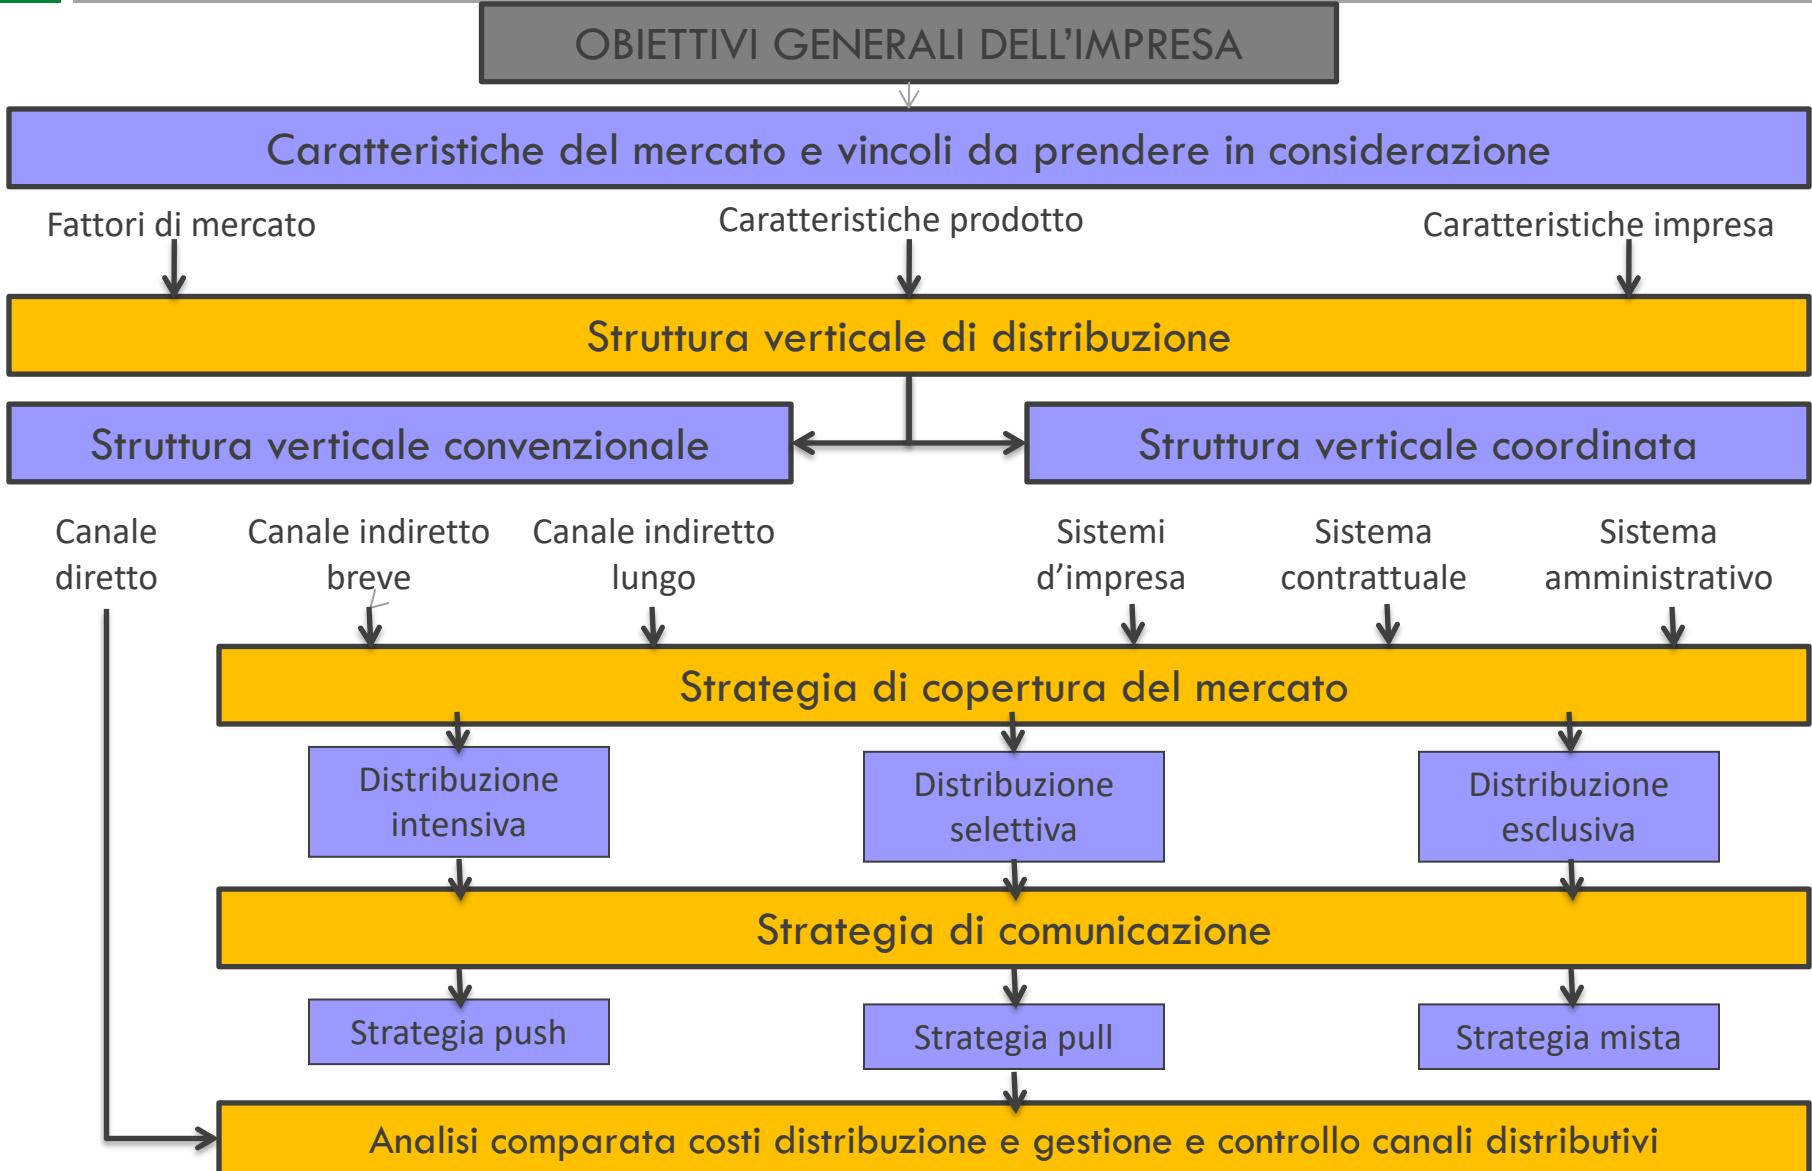 OBIETTIVI GENERALI DELL’IMPRESA
Caratteristiche del mercato e vincoli da prendere in considerazione
Fattori di mercato
Caratteristiche prodotto
Caratteristiche impresa
Struttura verticale di distribuzione
Struttura verticale convenzionale
Struttura verticale coordinata
Canale
diretto
Canale indiretto
breve
Canale indiretto
lungo
Sistemi
d’impresa
Sistema
contrattuale
Sistema
amministrativo
Strategia di copertura del mercato
Distribuzione
intensiva
Distribuzione
selettiva
Distribuzione
esclusiva
Strategia di comunicazione
Strategia push
Strategia pull
Strategia mista
Analisi comparata costi distribuzione e gestione e controllo canali distributivi